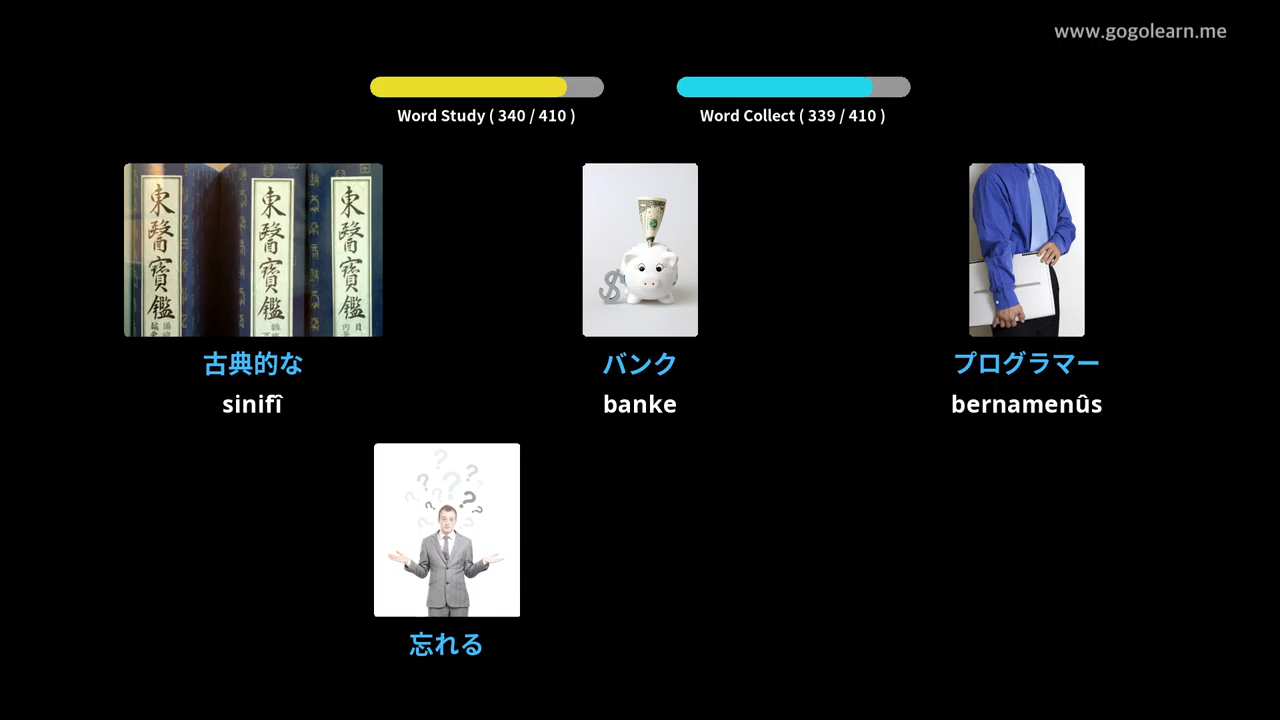 www.gogolearn.me
Word Study ( 340 / 410 )
Word Collect ( 339 / 410 )
東醫寶鑑
東醫寶鑑
東醫寶鑑
古典的な
sinifî
バンク
banke
プログラマー
bernamenûs
忘れる